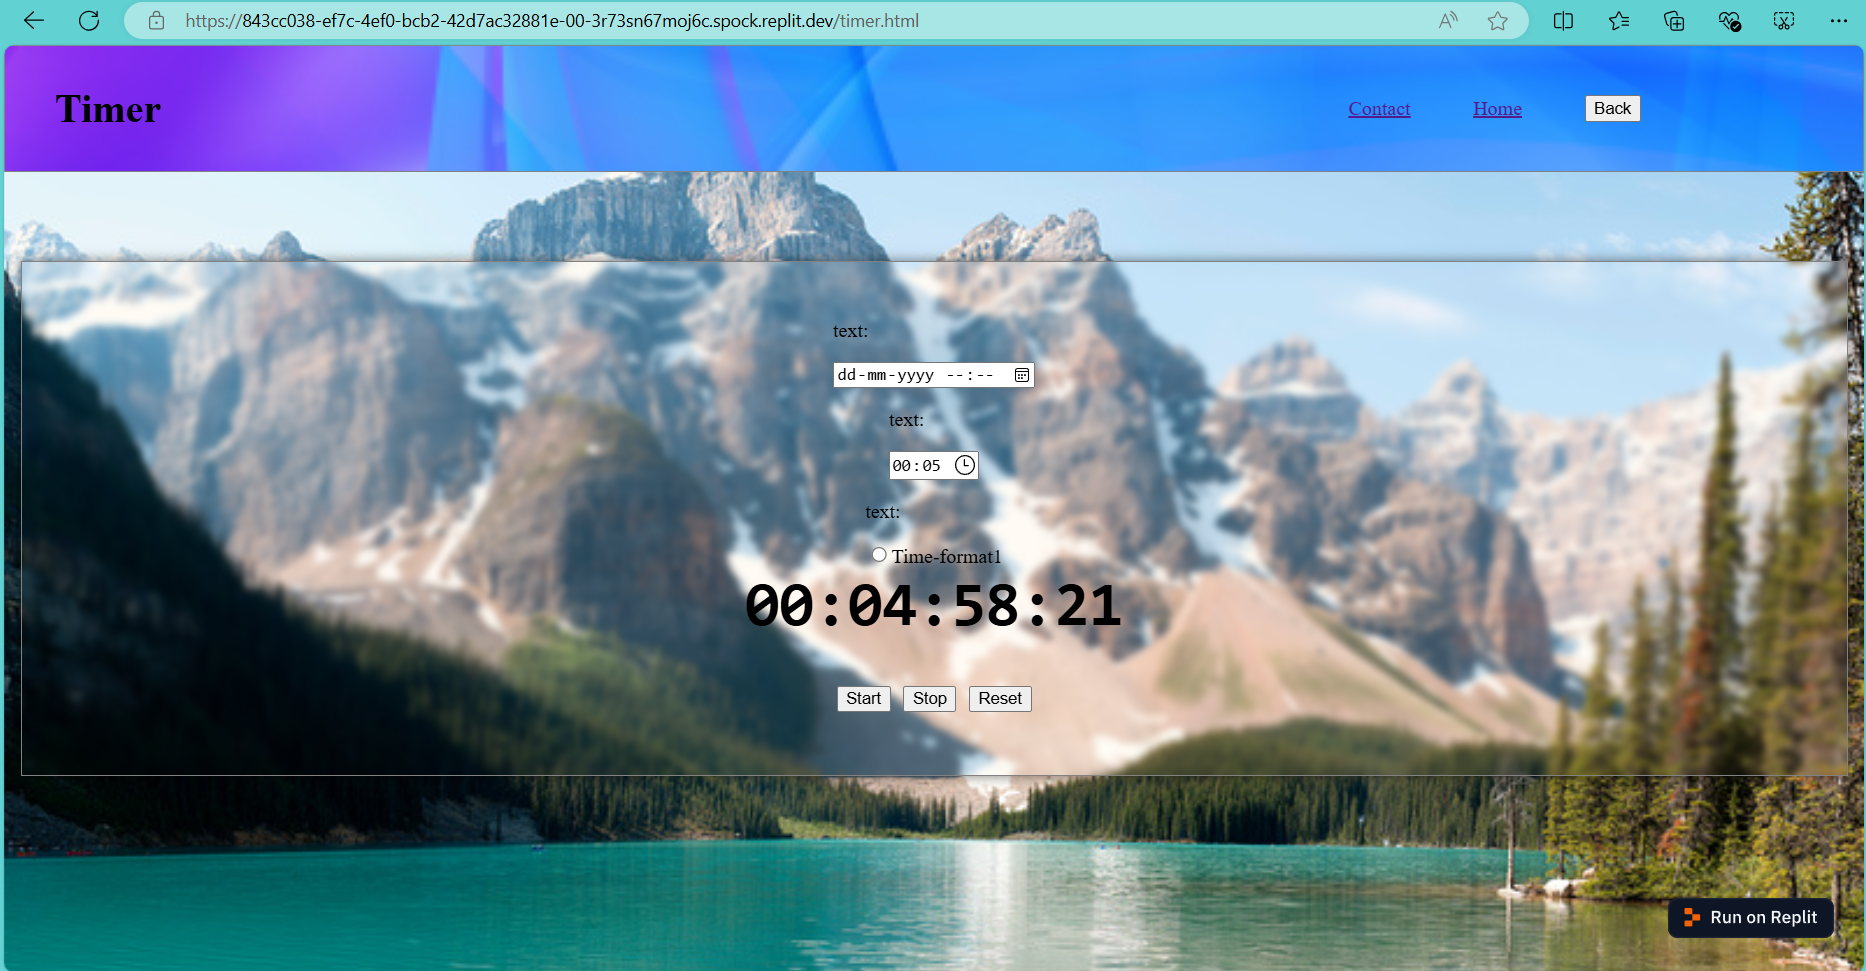 https://843cc038-ef7c-4ef0-bcb2-42d7ac32881e-00-3r73sn67moj6c.spock.replit.dev/timer.html
Timer
Contact Home Back
text:
dd-mm-yyyy --:--
text:
00:05
text:
Time-format1
00:04:58:21
Start Stop Reset
Run on Replit